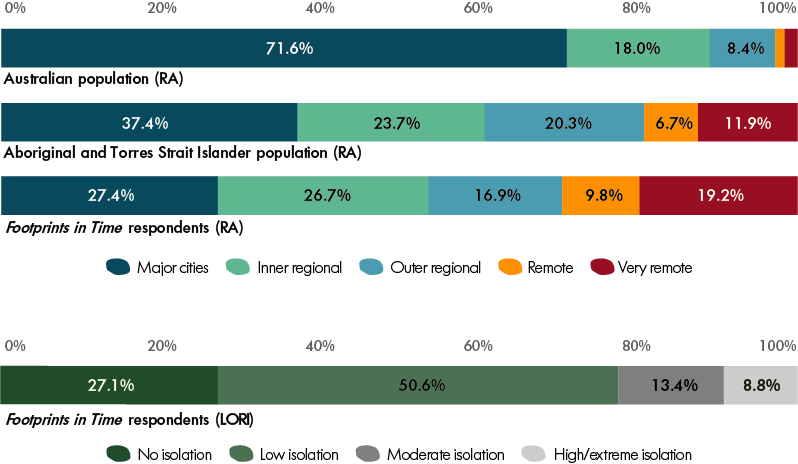 0% 20% 40% 60% 80% 100%
71.6% 18.0% 8.4%
Australian population (RA)
37.4% 23.7% 20.3% 6.7% 11.9%
Aboriginal and Torres Strait Islander population (RA)
27.4% 26.7% 16.9% 9.8% 19.2%
Footprints in Time respondents (RA)
Major cities Inner regional Outer regional Remote Very remote
0% 20% 40% 60% 80% 100%
27.1% 50.6% 13.4% 8.8%
Footprints in Time respondents (LORI)
No isolation Low isolation Moderate isolation High/extreme isolation